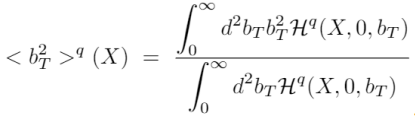 $< b_T^2 >^q (X) \ = \ \frac{\int_0^\infty d^2 b_T b_T^2 \mathcal{H}^q(X, 0, b_T)}{\int_0^\infty d^2 b_T \mathcal{H}^q(X, 0, b_T)}$